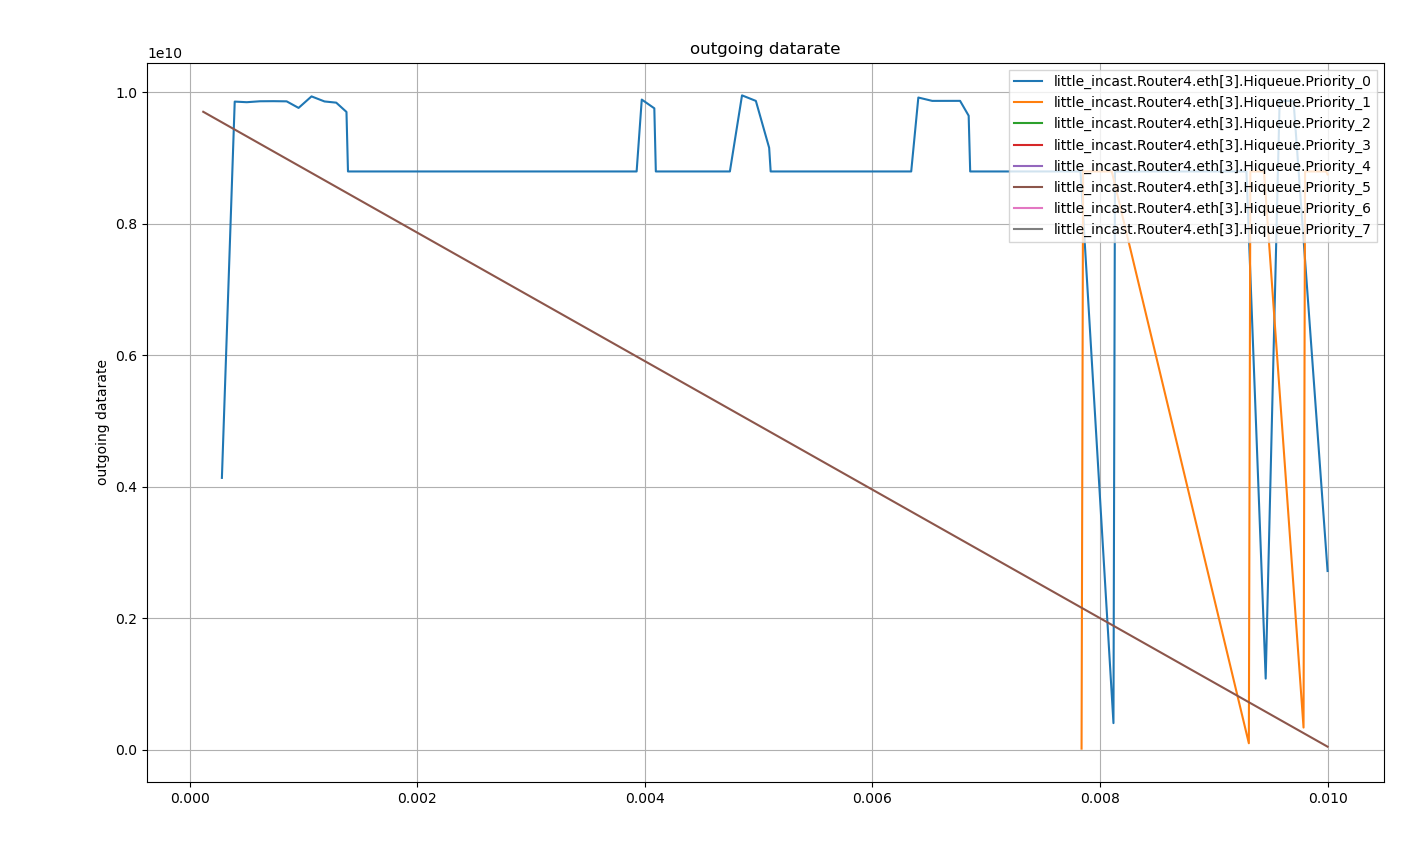 outgoing datarate
1e10
1.0
0.8
0.6
0.4
0.2
0.0
outgoing datarate
little_incast.Router4.eth[3].Hiqueue.Priority_0
little_incast.Router4.eth[3].Hiqueue.Priority_1
little_incast.Router4.eth[3].Hiqueue.Priority_2
little_incast.Router4.eth[3].Hiqueue.Priority_3
little_incast.Router4.eth[3].Hiqueue.Priority_4
little_incast.Router4.eth[3].Hiqueue.Priority_5
little_incast.Router4.eth[3].Hiqueue.Priority_6
little_incast.Router4.eth[3].Hiqueue.Priority_7
0.000 0.002 0.004 0.006 0.008 0.010